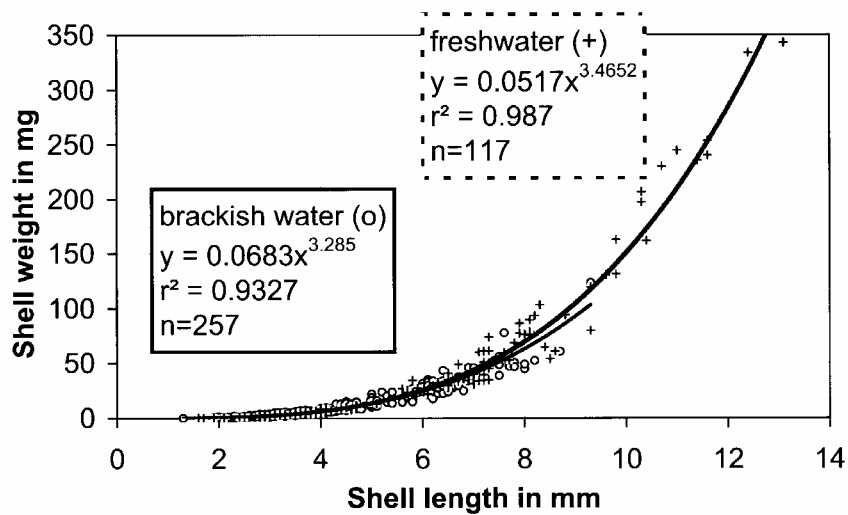 350
300
250
200
150
100
50
0
Shell weight in mg
freshwater (+)
y = 0.0517x^3.4652
r² = 0.987
n=117
brackish water (o)
y = 0.0683x^3.285
r² = 0.9327
n=257
0 2 4 6 8 10 12 14
Shell length in mm